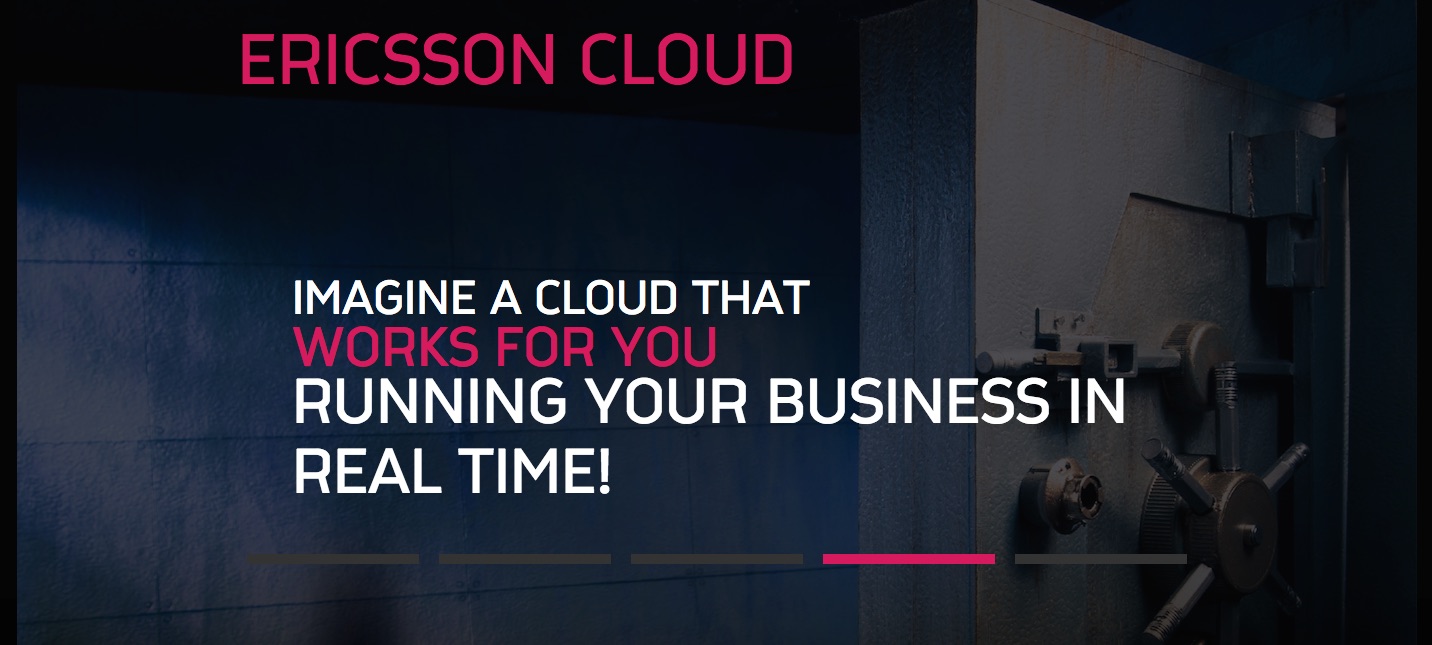 ERICSSON CLOUD
IMAGINE A CLOUD THAT
WORKS FOR YOU
RUNNING YOUR BUSINESS IN
REAL TIME!